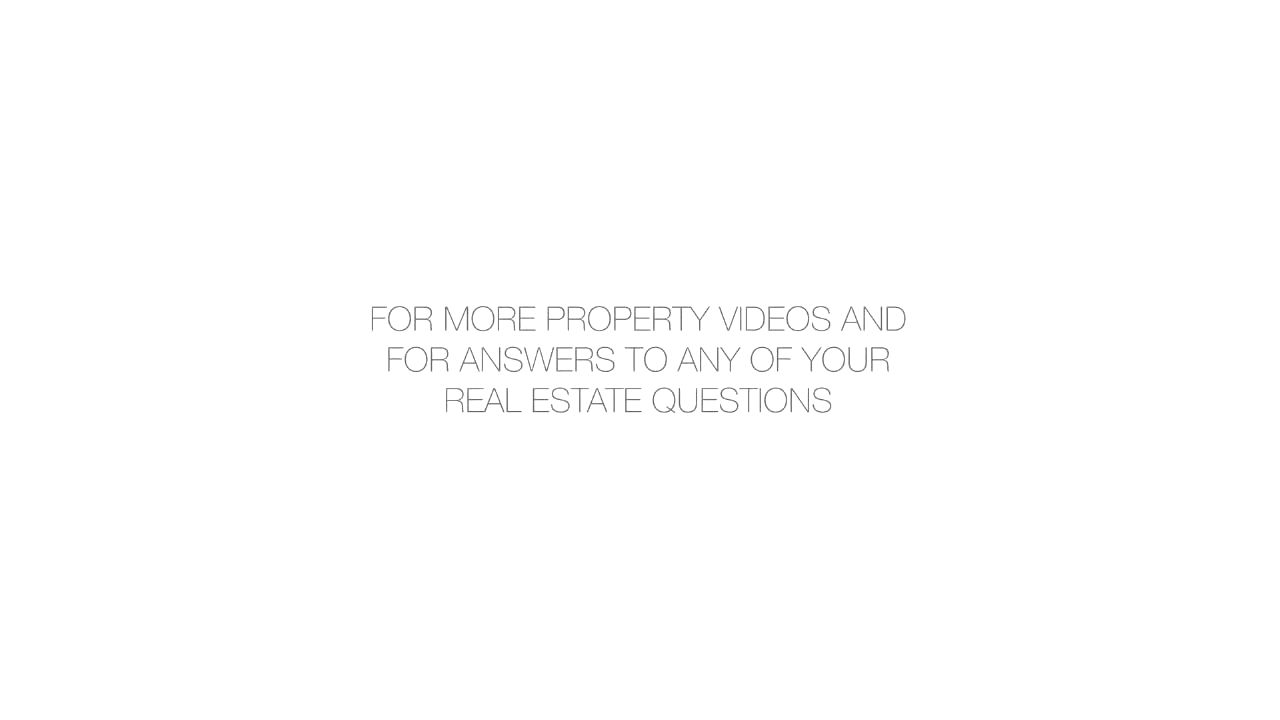 FOR MORE PROPERTY VIDEOS AND
FOR ANSWERS TO ANY OF YOUR
REAL ESTATE QUESTIONS